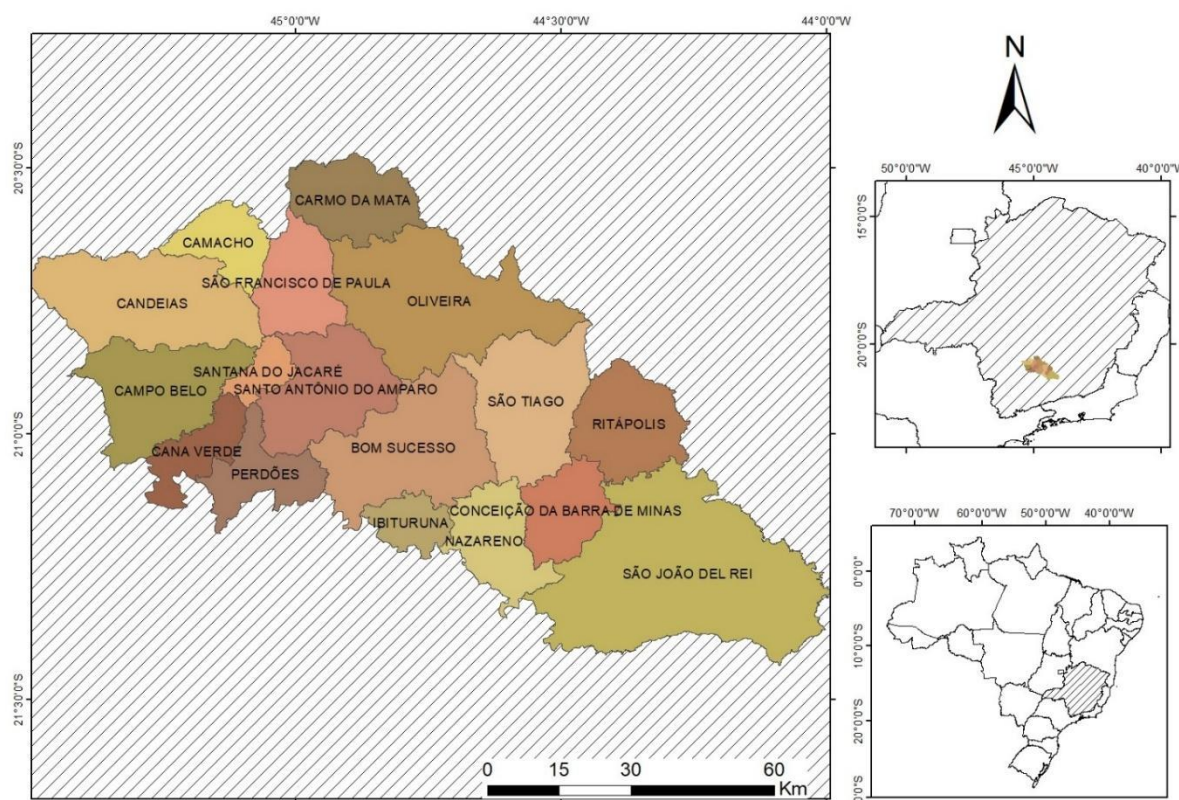 45°0'0"W
44°30'0"W
44°0'0"W
20°30'0"S
21°0'0"S
21°30'0"S
CARMO DA MATA
CAMACHO
SÃO FRANCISCO DE PAULA
CANDEIAS
OLIVEIRA
SANTANA DO JACARÉ
CAMPO BELO
SANTO ANTÔNIO DO AMPARO
SÃO TIAGO
RITÁPOLIS
CANA VERDE
BOM SUCESSO
PERDÕES
CONCEIÇÃO DA BARRA DE MINAS
IBITURUNA
NAZARENO
SÃO JOÃO DEL REI
0 15 30 60
Km
N
50°0'0"W
45°0'0"W
40°0'0"W
15°0'0"S
20°0'0"S
70°0'0"W
60°0'0"W
50°0'0"W
40°0'0"W
0°0'0"
10°0'0"S
20°0'0"S
30°0'0"S